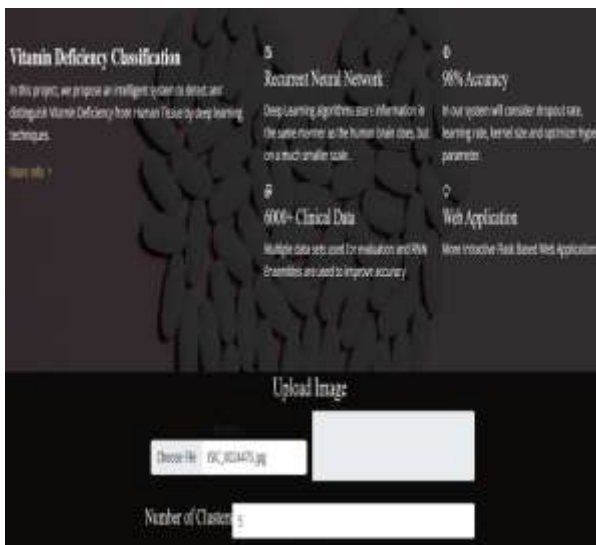 Vitamin Deficiency Classification
In this project, we propose an intelligent system to detect and
distinguish Vitamin Deficiency from Human Tissue by deep learning
techniques.
More Info
Recurrent Neural Network
Deep Learning algorithms store information in
the same manner as the human brain does, but
on a much smaller scale.
98% Accuracy
In our system will consider dropout rate,
learning rate, kernel size and optimizer hyper
parameter.
6000+ Clinical Data
Multiple data sets used for evaluation and RNN
Ensembles are used to improve accuracy
Web Application
More Interactive Flask Based Web Application
Upload Image
Choose File
Number of Clusters
5